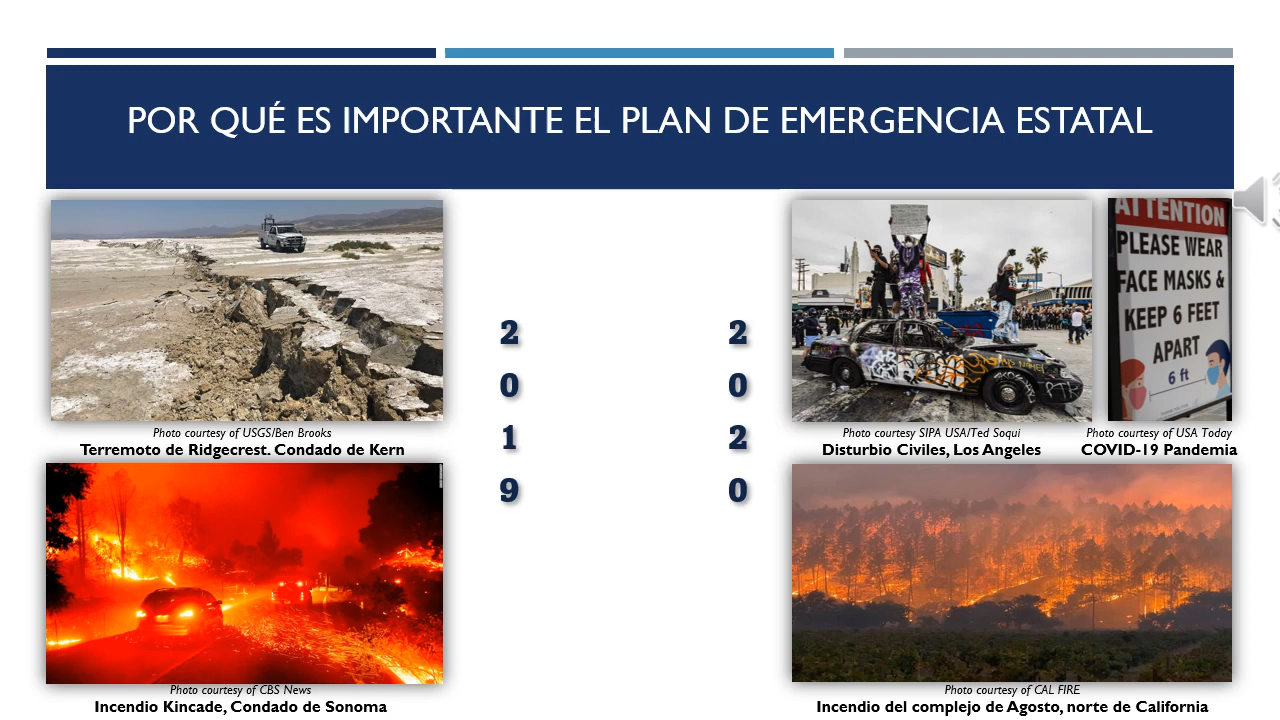 POR QUÉ ES IMPORTANTE EL PLAN DE EMERGENCIA ESTATAL
Photo courtesy of USGS/Ben Brooks
Terremoto de Ridgecrest. Condado de Kern
Photo courtesy of CBS News
Incendio Kincade, Condado de Sonoma
2
0
1
9
2
0
2
0
ATTENTION
PLEASE WEAR
FACE MASKS &
KEEP 6 FEET
APART
6 ft
Photo courtesy SIPA USA/Ted Soqui
Disturbio Civiles, Los Angeles
Photo courtesy of USA Today
COVID-19 Pandemia
Photo courtesy of CAL FIRE
Incendio del complejo de Agosto, norte de California